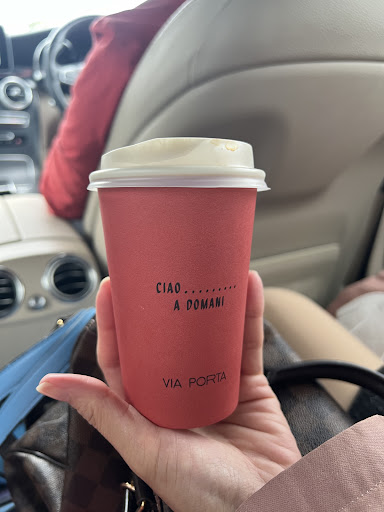 CIAO.........
A DOMANI
VIA PORTA